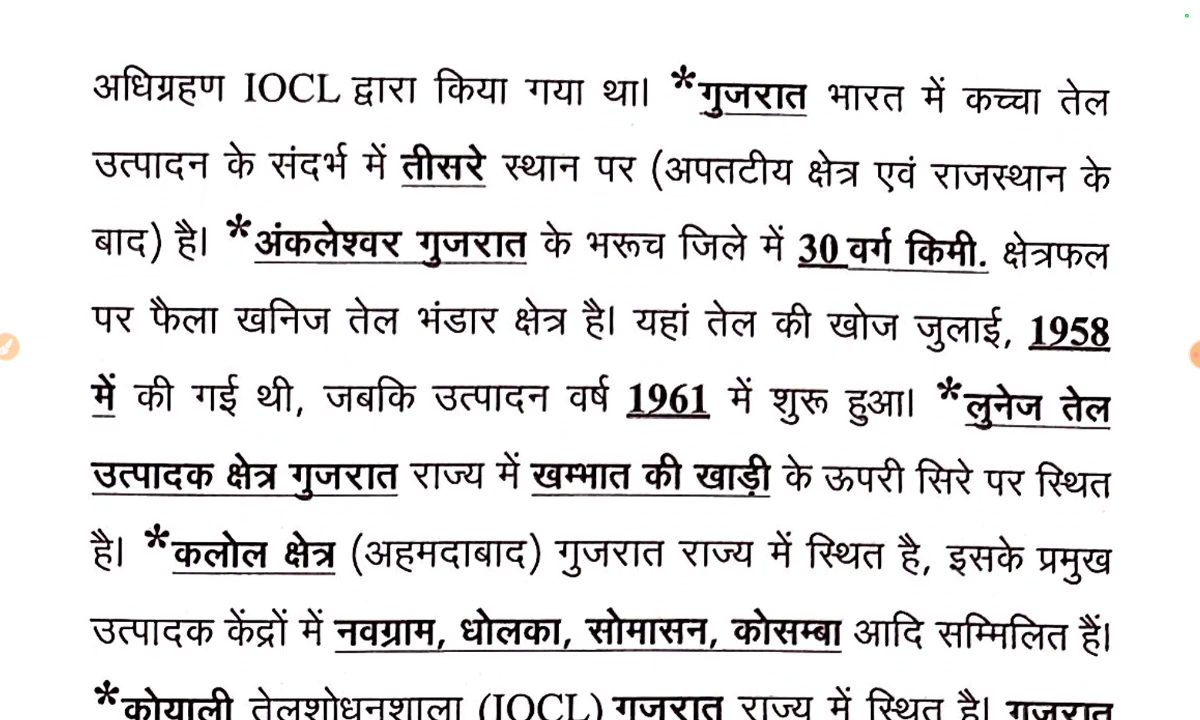 अधिग्रहण IOCL द्वारा किया गया था। *गुजरात भारत में कच्चा तेल
उत्पादन के संदर्भ में तीसरे स्थान पर (अपतटीय क्षेत्र एवं राजस्थान के
बाद) है। *अंकलेश्वर गुजरात के भरूच जिले में 30 वर्ग किमी. क्षेत्रफल
पर फैला खनिज तेल भंडार क्षेत्र है। यहां तेल की खोज जुलाई, 1958
में की गई थी, जबकि उत्पादन वर्ष 1961 में शुरू हुआ। *लुनेज तेल
उत्पादक क्षेत्र गुजरात राज्य में खम्भात की खाड़ी के ऊपरी सिरे पर स्थित
है। *कलोल क्षेत्र (अहमदाबाद) गुजरात राज्य में स्थित है, इसके प्रमुख
उत्पादक केंद्रों में नवग्राम, धोलका, सोमासन, कोसम्बा आदि सम्मिलित हैं।
*कोयाली तेलशोधनशाला (IOCL) गुजरात राज्य में स्थित है। गुजरात